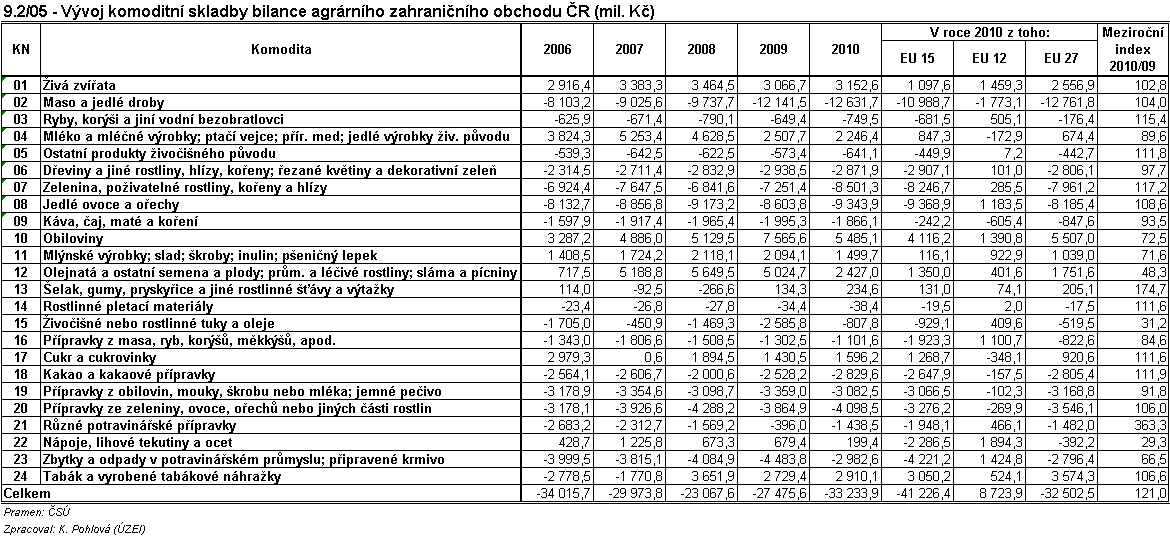 9.2/05 - Vývoj komoditní skladby bilance agrárního zahraničního obchodu ČR (mil. Kč)
KN Komodita 2006 2007 2008 2009 2010 V roce 2010 z toho: EU 15 EU 12 EU 27 Meziroční index 2010/09
01 Živá zvířata 2 916,4 3 383,3 3 464,5 3 066,7 3 152,6 1 097,6 1 459,3 2 556,9 102,8
02 Maso a jedlé droby -8 103,2 -9 025,6 -9 737,7 -12 141,5 -12 631,7 -10 988,7 -1 773,1 -12 761,8 104,0
03 Ryby, korýši a jiní vodní bezobratlovci -625,9 -671,4 -790,1 -649,4 -749,5 -681,5 505,1 -176,4 115,4
04 Mléko a mléčné výrobky; ptačí vejce; přír. med; jedlé výrobky živ. původu 3 824,3 5 253,4 4 628,5 2 507,7 2 246,4 847,3 -172,9 674,4 89,6
05 Ostatní produkty živočišného původu -539,3 -642,5 -622,5 -573,4 -641,1 -449,9 7,2 -442,7 111,8
06 Dřeviny a jiné rostliny, hlízy, kořeny; řezané květiny a dekorativní zeleň -2 314,5 -2 711,4 -2 832,9 -2 938,5 -2 871,9 -2 907,1 101,0 -2 806,1 97,7
07 Zelenina, poživatelné rostliny, kořeny a hlízy -6 924,4 -7 647,5 -6 841,6 -7 251,4 -8 501,3 -8 246,7 285,5 -7 961,2 117,2
08 Jedlé ovoce a ořechy -8 132,7 -8 856,8 -9 173,2 -8 603,8 -9 343,9 -9 368,9 1 183,5 -8 185,4 108,6
09 Káva, čaj, maté a koření -1 597,9 -1 917,4 -1 965,4 -1 995,3 -1 866,1 -242,2 -605,4 -847,6 93,5
10 Obiloviny 3 287,2 4 886,0 5 129,5 7 565,6 5 485,1 4 116,2 1 390,8 5 507,0 72,5
11 Mlýnské výrobky; slad; škroby; inulin; pšeničný lepek 1 408,5 1 724,2 2 118,1 2 094,1 1 499,7 116,1 922,9 1 039,0 71,6
12 Olejnatá a ostatní semena a plody; prům. a léčivé rostliny; sláma a pícniny 717,5 5 188,8 5 649,5 5 024,7 2 427,0 1 350,0 401,6 1 751,6 48,3
13 Šelak, gumy, pryskyřice a jiné rostlinné šťávy a výtažky 114,0 -92,5 -266,6 134,3 234,6 131,0 74,1 205,1 174,7
14 Rostlinné pletací materiály -23,4 -26,8 -27,8 -34,4 -38,4 -19,5 2,0 -17,5 111,6
15 Živočišné nebo rostlinné tuky a oleje -1 705,0 -450,9 -1 469,3 -2 585,8 -807,8 -929,1 409,6 -519,5 31,2
16 Přípravky z masa, ryb, korýšů, měkkýšů, apod. -1 343,0 -1 806,6 -1 508,5 -1 302,5 -1 101,6 -1 923,3 1 100,7 -822,6 84,6
17 Cukr a cukrovinky 2 979,3 0,6 1 894,5 1 430,5 1 596,2 1 268,7 -348,1 920,6 111,6
18 Kakao a kakaové přípravky -2 564,1 -2 606,7 -2 000,6 -2 528,2 -2 829,6 -2 647,9 -157,5 -2 805,4 111,9
19 Přípravky z obilovin, mouky, škrobu nebo mléka; jemné pečivo -3 178,9 -3 354,6 -3 098,7 -3 359,0 -3 082,5 -3 066,5 -102,3 -3 168,8 91,8
20 Přípravky ze zeleniny, ovoce, ořechů nebo jiných částí rostlin -3 178,1 -3 926,6 -4 288,2 -3 864,9 -4 098,5 -3 276,2 -269,9 -3 546,1 106,0
21 Různé potravinářské přípravky -2 683,2 -2 312,7 -1 569,2 -396,0 -1 438,5 -1 948,1 466,1 -1 482,0 363,3
22 Nápoje, lihové tekutiny a ocet 428,7 1 225,8 673,3 679,4 199,4 -2 286,5 1 894,3 -392,2 29,3
23 Zbytky a odpady v potravinářském průmyslu; připravené krmivo -3 999,5 -3 815,1 -4 084,9 -4 483,8 -2 982,6 -4 221,2 1 424,8 -2 796,4 66,5
24 Tabák a vyrobené tabákové náhražky -2 778,5 -1 770,8 3 651,9 2 729,4 2 910,1 3 050,2 524,1 3 574,3 106,6
Celkem -34 015,7 -29 973,8 -23 067,6 -27 475,6 -33 233,9 -41 226,4 8 723,9 -32 502,5 121,0
Pramen: ČSÚ
Zpracoval: K. Pohlová (ÚZEI)